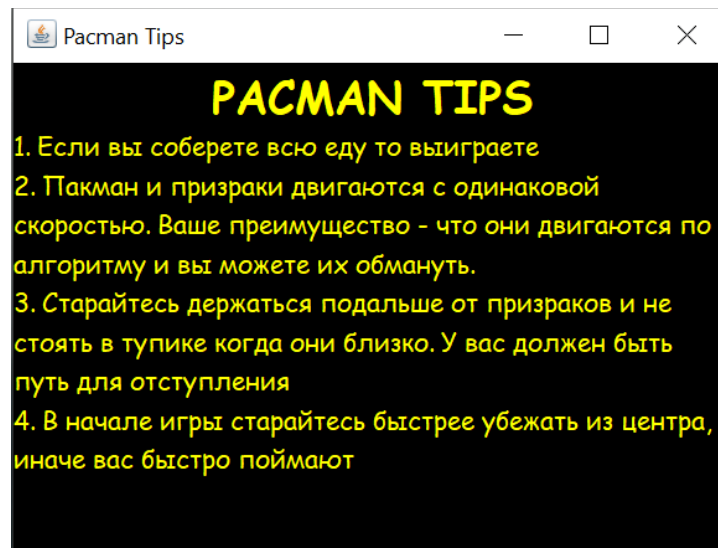 Pacman Tips
PACMAN TIPS
1. Если вы соберете всю еду то выиграете
2. Пакман и призраки двигаются с одинаковой
скоростью. Ваше преимущество - что они двигаются по
алгоритму и вы можете их обмануть.
3. Старайтесь держаться подальше от призраков и не
стоять в тупике когда они близко. У вас должен быть
путь для отступления
4. В начале игры старайтесь быстрее убежать из центра,
иначе вас быстро поймают